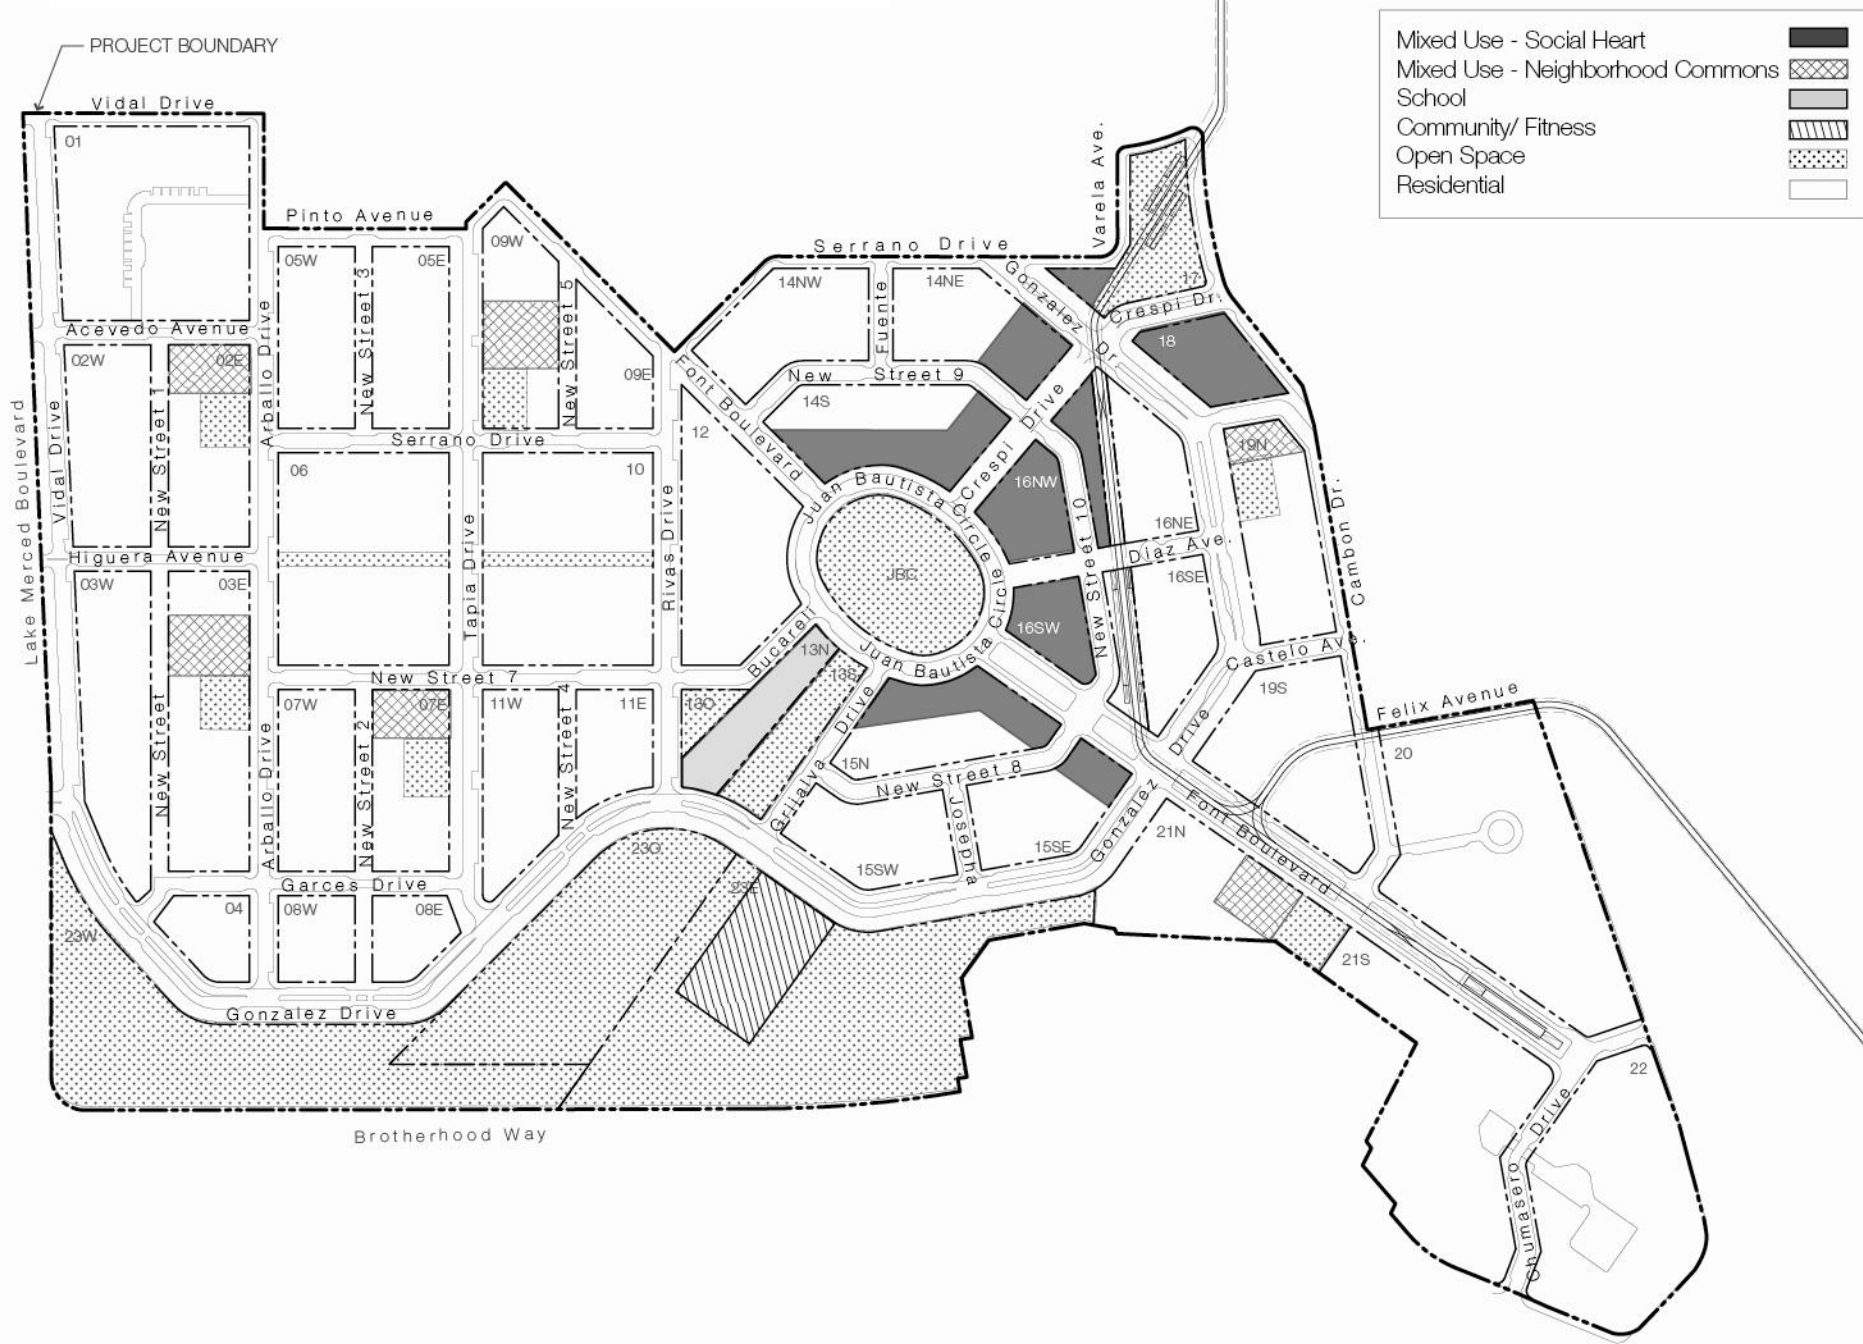 PROJECT BOUNDARY
Mixed Use - Social Heart
Mixed Use - Neighborhood Commons
School
Community/ Fitness
Open Space
Residential
Vidal Drive
01
Pinto Avenue
Varela Ave.
Serrano Drive
Gonzalez Dr.
17
Crespi Dr.
09W
05W
New Street 3
05E
14NW
Fuente
14NE
Acevedo Avenue
Arballo Drive
New Street 5
18
02W
02E
09E
Font Boulevard
New Street 9
14S
Crespi Drive
Lake Merced Boulevard
Vidal Drive
New Street 1
Serrano Drive
12
19N
06
10
Juan Bautista Circle
16NW
New Street 10
16NE
Cambon Dr.
Higuera Avenue
Tapia Drive
Rivas Drive
JBC
Diaz Ave.
03W
03E
16SE
16SW
Bucareli
13N
Juan Bautista Circle
Castelo Ave.
New Street 7
13S
19S
Felix Avenue
New Street
Arballo Drive
07W
New Street 2
07E
11W
New Street 4
11E
13O
Grijalva Drive
15N
New Street 8
Drive
20
Josepha
Gonzalez
21N
Font Boulevard
23O
15SW
15SE
Garces Drive
23E
04
08W
08E
23W
21S
Gonzalez Drive
22
Brotherhood Way
Chumasero Drive